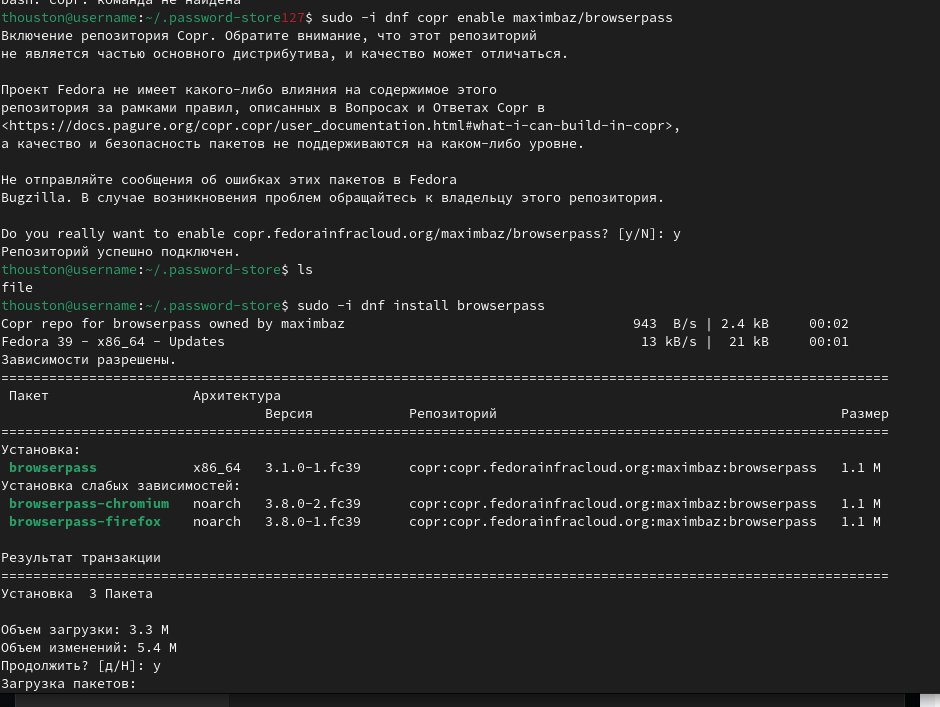 bash: copr: команда не найдена
thouston@username:~/.password-store127$ sudo -i dnf copr enable maximbaz/browserpass
Включение репозитория Copr. Обратите внимание, что этот репозиторий
не является частью основного дистрибутива, и качество может отличаться.
Проект Fedora не имеет какого-либо влияния на содержимое этого
репозитория за рамками правил, описанных в Вопросах и Ответах Copr в
<https://docs.pagure.org/copr.copr/user_documentation.html#what-i-can-build-in-copr>,
а качество и безопасность пакетов не поддерживаются на каком-либо уровне.
Не отправляйте сообщения об ошибках этих пакетов в Fedora
Bugzilla. В случае возникновения проблем обращайтесь к владельцу этого репозитория.
Do you really want to enable copr.fedorainfracloud.org/maximbaz/browserpass? [y/N]: y
Репозиторий успешно подключен.
thouston@username:~/.password-store$ ls
file
thouston@username:~/.password-store$ sudo -i dnf install browserpass
Copr repo for browserpass owned by maximbaz 943 B/s | 2.4 kB 00:02
Fedora 39 - x86_64 - Updates 13 kB/s | 21 kB 00:01
Зависимости разрешены.
================================================================================
Пакет Архитектура
Версия Репозиторий Размер
================================================================================
Установка:
browserpass x86_64 3.1.0-1.fc39 copr:copr.fedorainfracloud.org:maximbaz:browserpass 1.1 M
Установка слабых зависимостей:
browserpass-chromium noarch 3.8.0-2.fc39 copr:copr.fedorainfracloud.org:maximbaz:browserpass 1.1 M
browserpass-firefox noarch 3.8.0-1.fc39 copr:copr.fedorainfracloud.org:maximbaz:browserpass 1.1 M
Результат транзакции
================================================================================
Установка 3 Пакета
Объем загрузки: 3.3 M
Объем изменений: 5.4 M
Продолжить? [д/Н]: y
Загрузка пакетов: